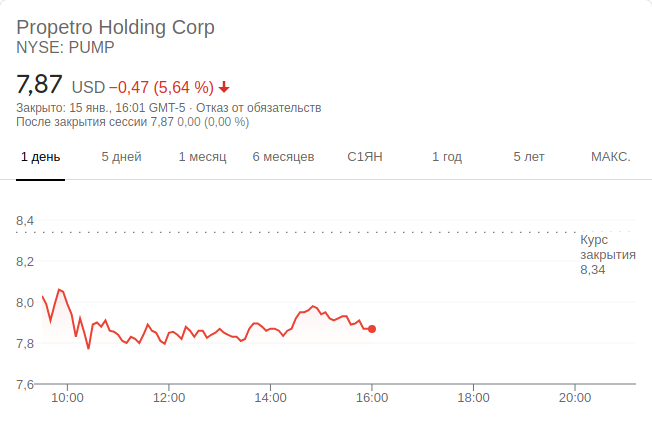 Propetro Holding Corp
NYSE: PUMP
7,87 USD −0,47 (5,64 %)
Закрыто: 15 янв., 16:01 GMT-5 · Отказ от обязательств
После закрытия сессии 7,87 0,00 (0,00 %)
1 день 5 дней 1 месяц 6 месяцев С1ЯН 1 год 5 лет МАКС.
8,4
Курс
закрытия
8,34
8,2
8,0
7,8
7,6
10:00 12:00 14:00 16:00 18:00 20:00